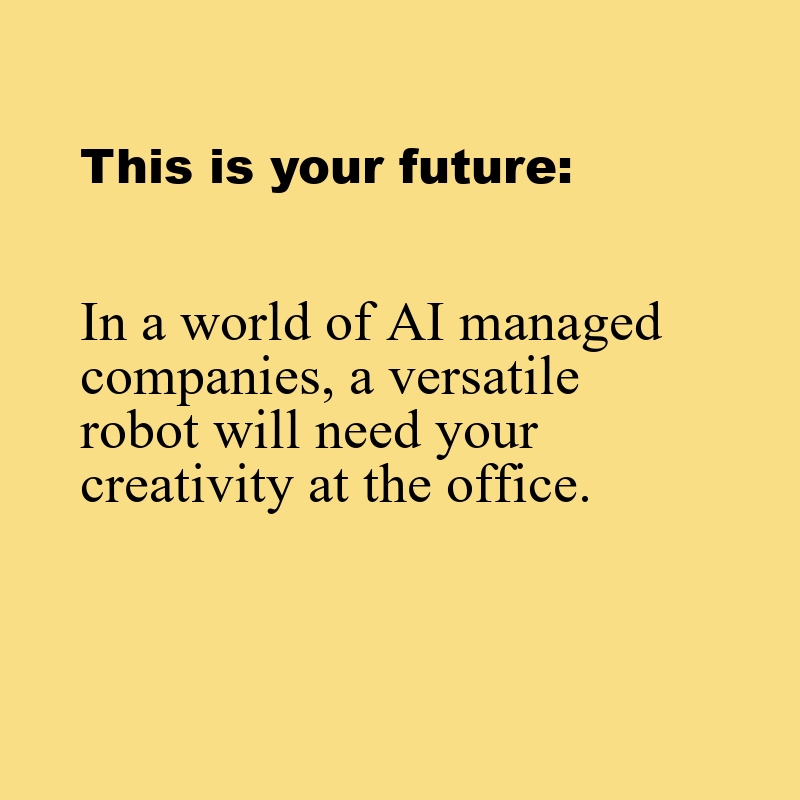 This is your future:
In a world of AI managed
companies, a versatile
robot will need your
creativity at the office.